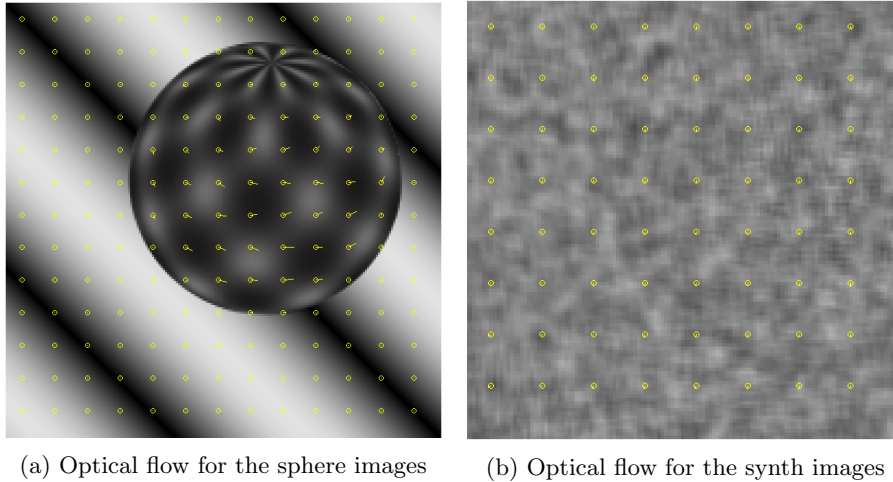 (a) Optical flow for the sphere images
(b) Optical flow for the synth images